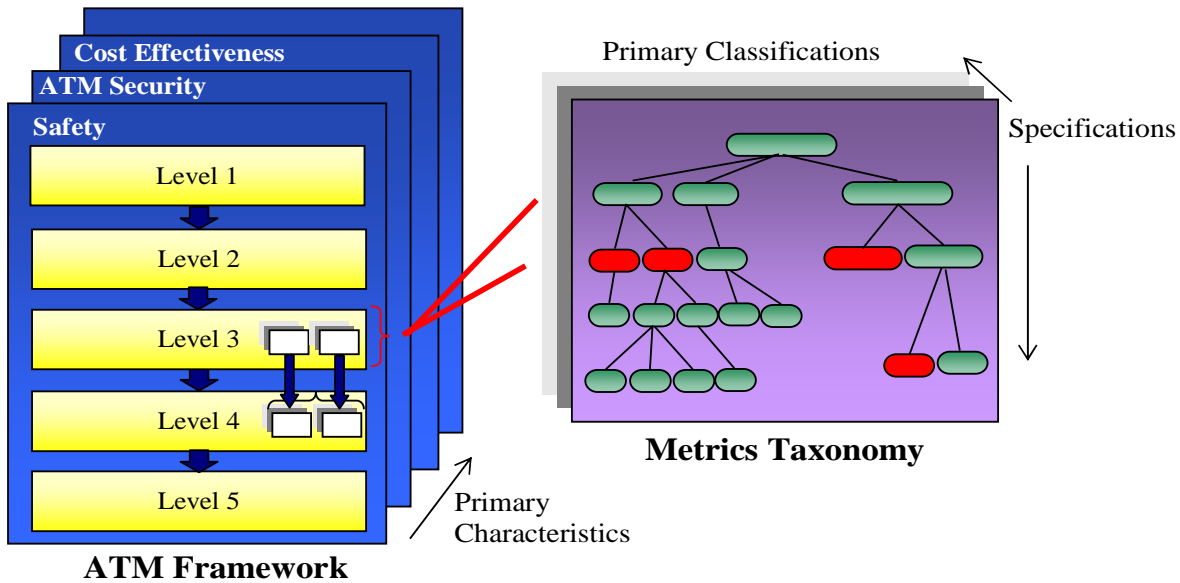 Cost Effectiveness
ATM Security
Safety
Level 1
Level 2
Level 3
Level 4
Level 5
Primary
Characteristics
ATM Framework
Primary Classifications
Specifications
Metrics Taxonomy